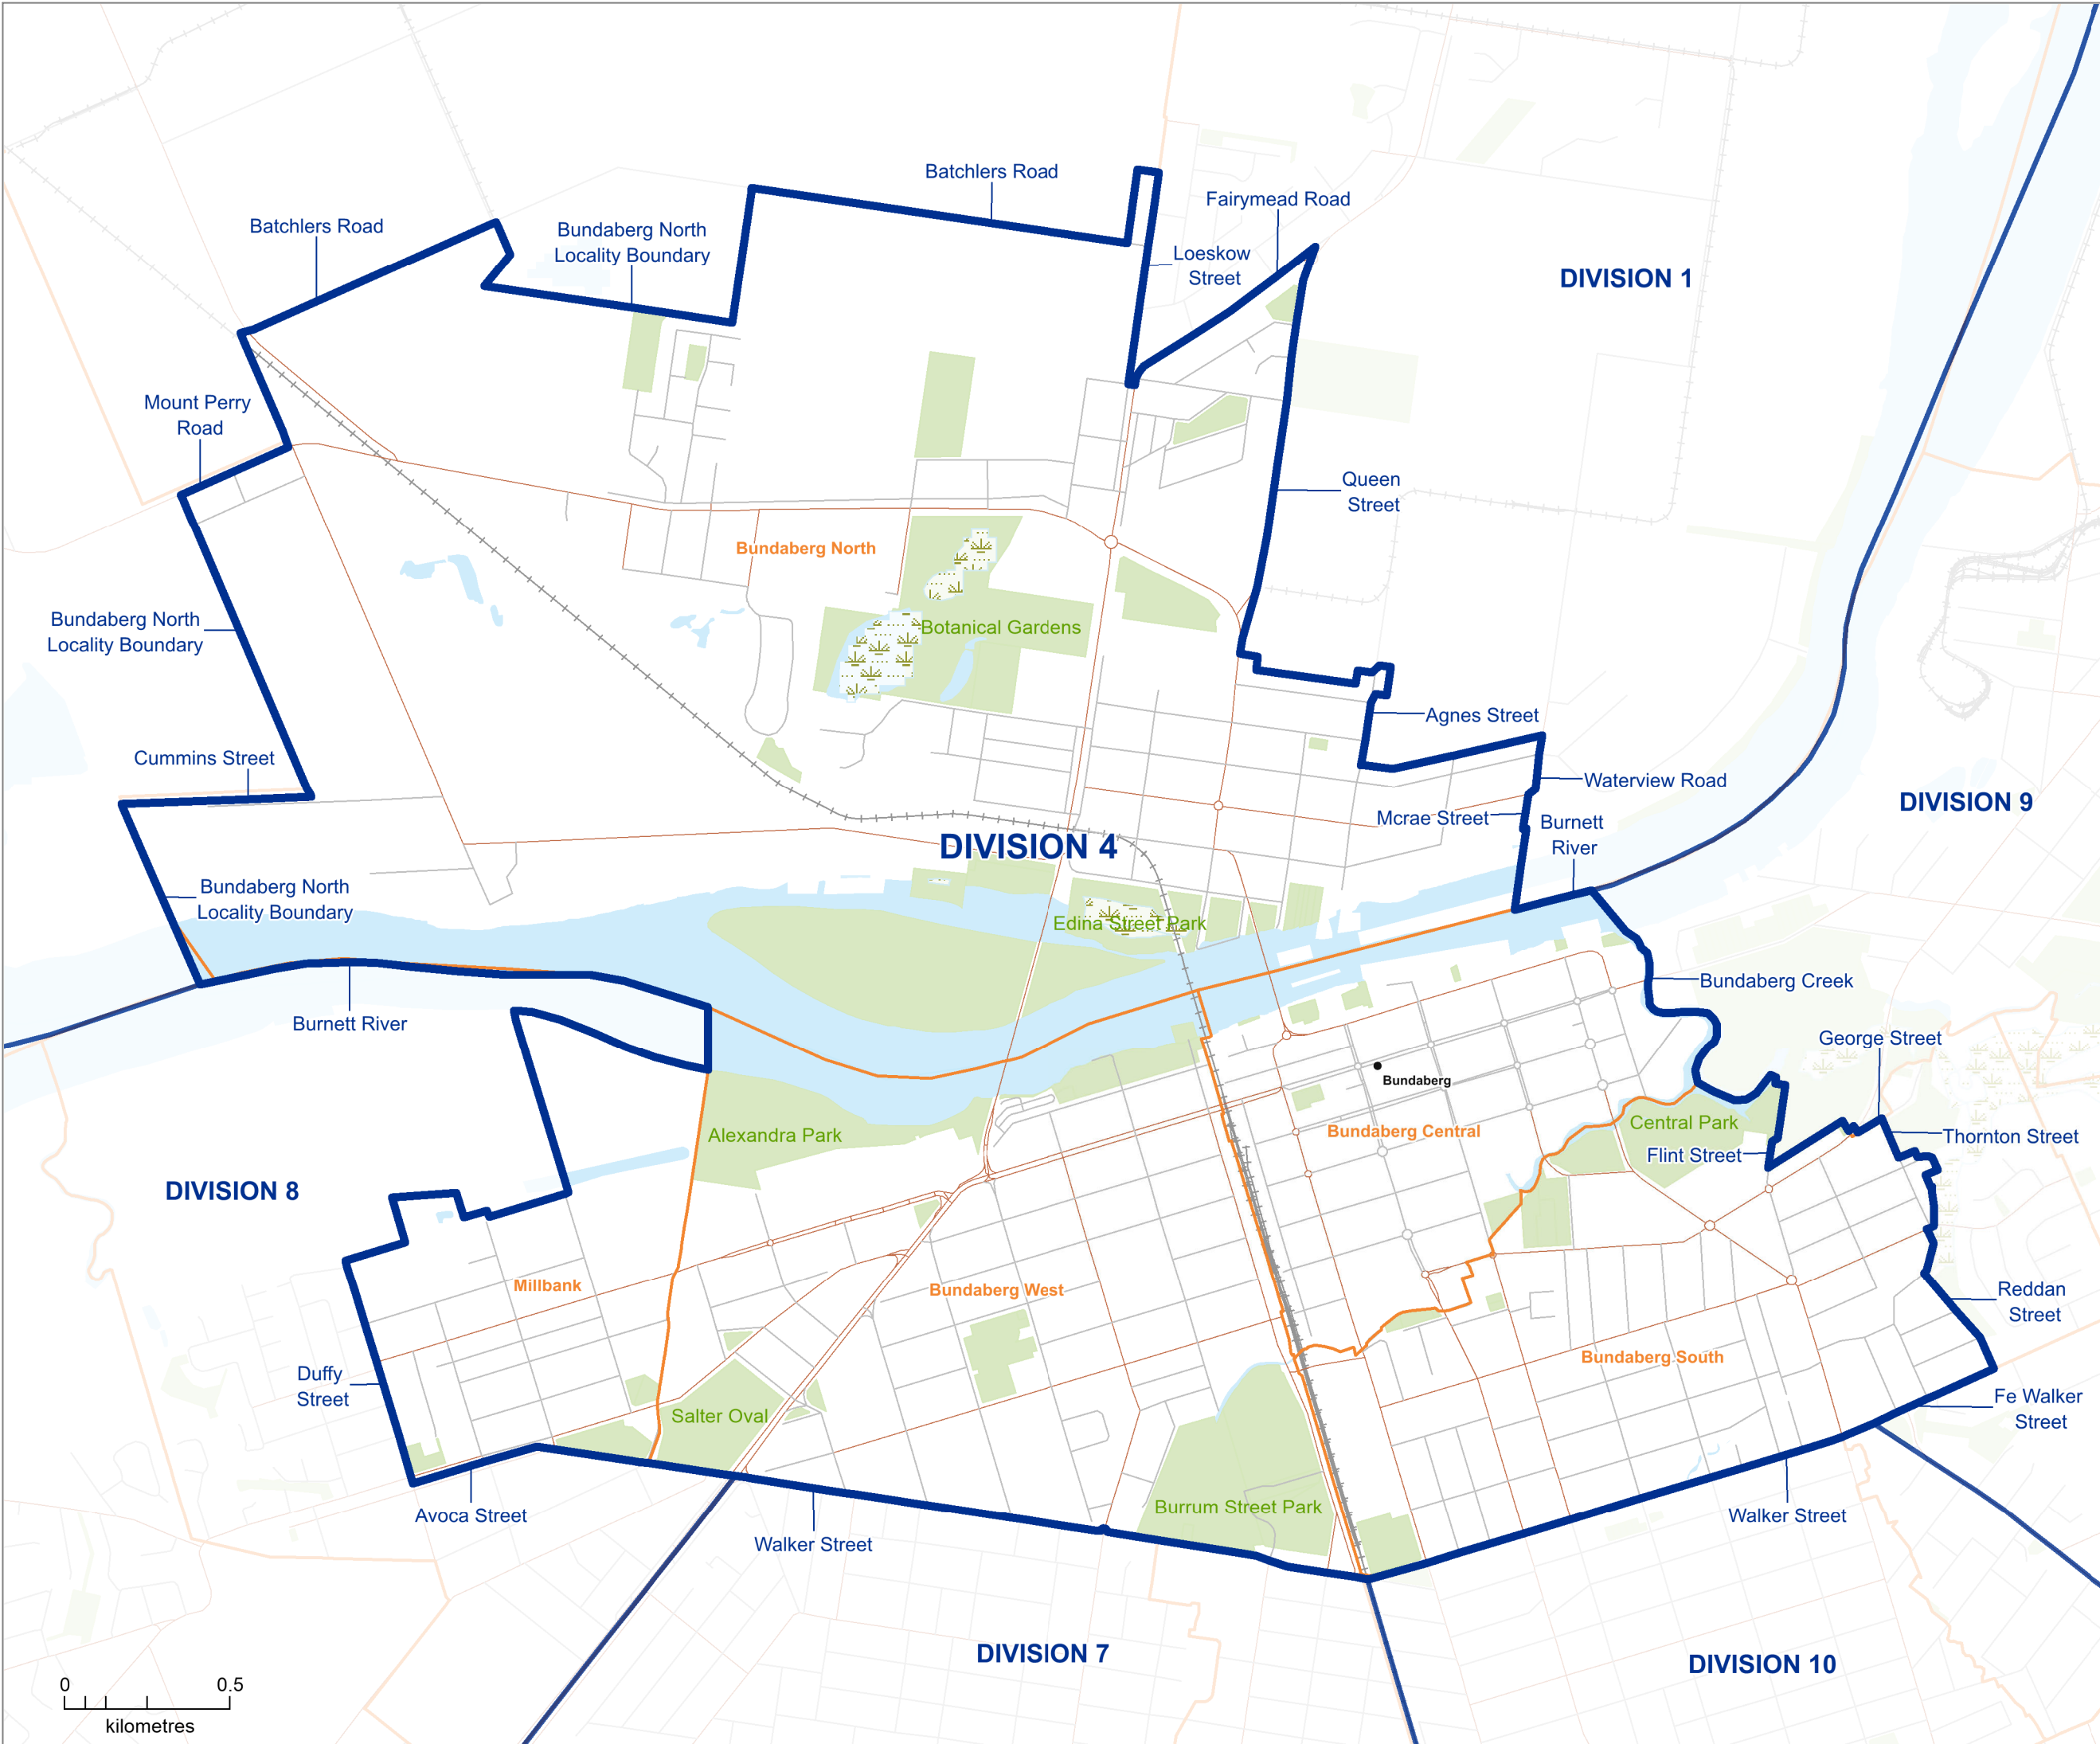 Batchlers Road
Fairymead Road
Batchlers Road
Bundaberg North
Locality Boundary
Loeskow
Street
DIVISION 1
Mount Perry
Road
Queen
Street
Bundaberg North
Bundaberg North
Locality Boundary
Botanical Gardens
Agnes Street
Cummins Street
Waterview Road
DIVISION 9
Mcrae Street
Burnett
River
DIVISION 4
Bundaberg North
Locality Boundary
Edina Street Park
Bundaberg Creek
Burnett River
George Street
Bundaberg
Central Park
Bundaberg Central
Alexandra Park
Thornton Street
Flint Street
DIVISION 8
Millbank
Bundaberg West
Reddan
Street
Bundaberg South
Duffy
Street
Salter Oval
Fe Walker
Street
Burrum Street Park
Avoca Street
Walker Street
Walker Street
DIVISION 7
DIVISION 10
0 0.5
kilometres